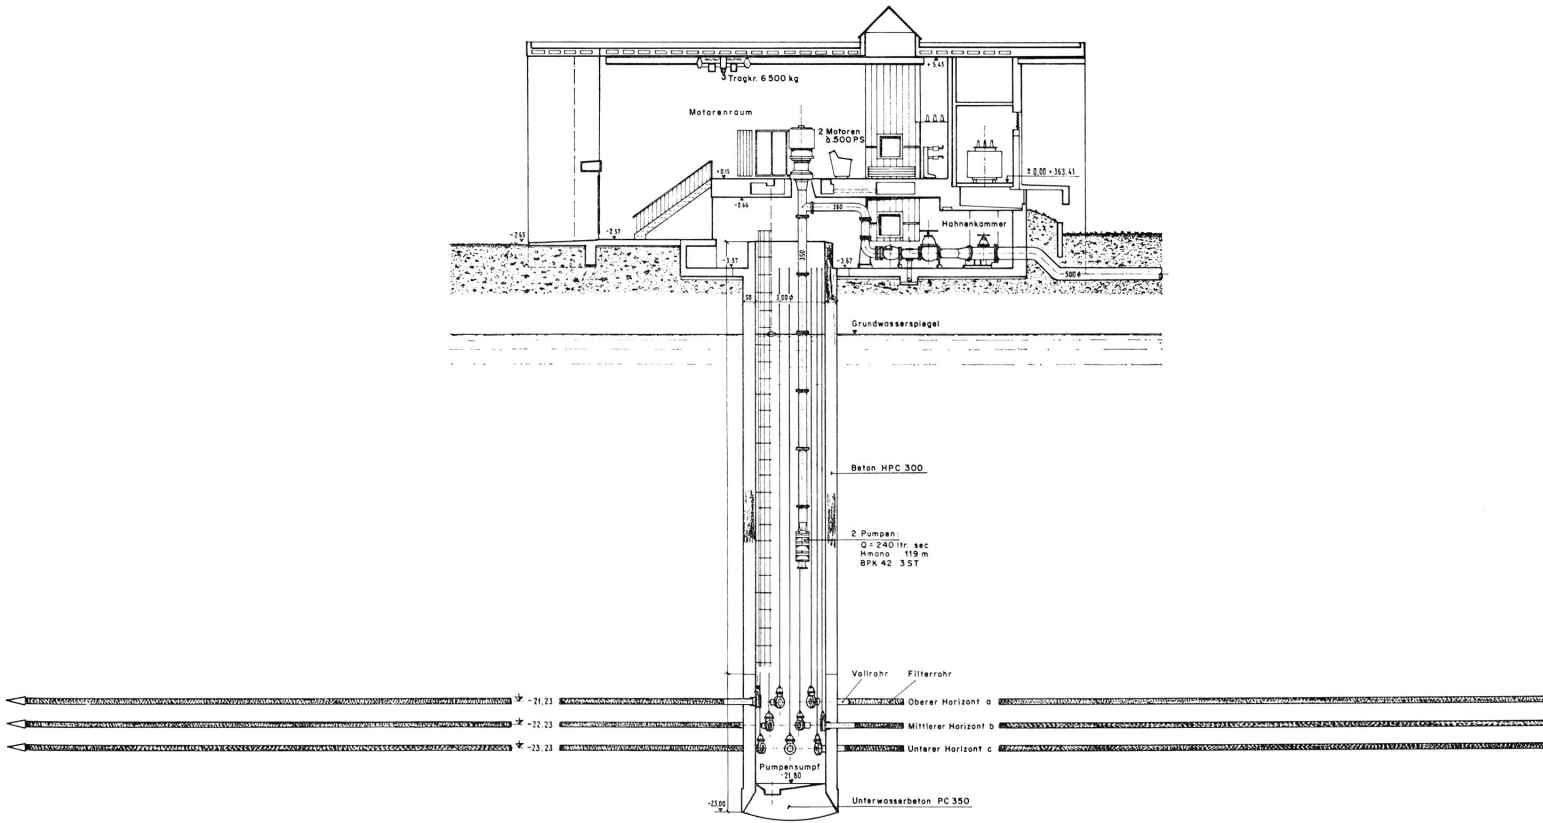 + 5.45
Tragkr. 6500 kg
Motorenraum
2 Motoren
à 500 PS
+0.15
± 0.00 = 363.41
-0.66
360
Hahnenkammer
-2.65
-2.57
350
-3.57
-3.67
500 ϕ
50
3,00 ϕ
Grundwasserspiegel
Beton HPC 300
2 Pumpen:
Q = 240 ltr. sec
Hmano 119 m
BPK 42 3 ST
Vollrohr
Filterrohr
-21,23
Oberer Horizont a
-22.23
Mittlerer Horizont b
-23,23
Unterer Horizont c
Pumpensumpf
-21,80
-23,00
Unterwasserbeton PC 350